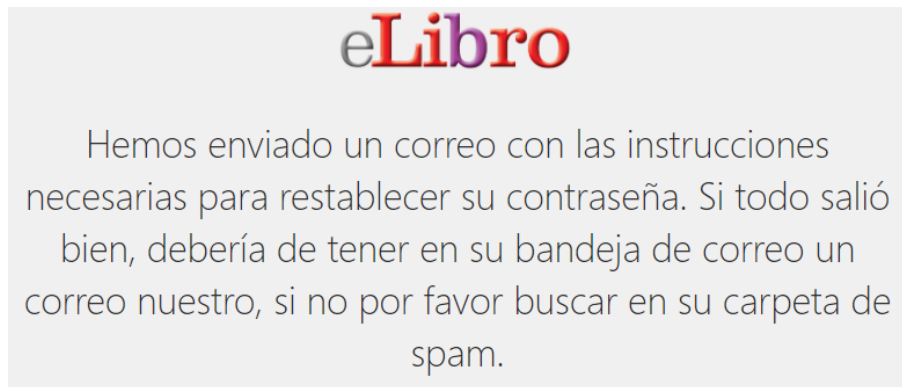 eLibro
Hemos enviado un correo con las instrucciones
necesarias para restablecer su contraseña. Si todo salió
bien, debería de tener en su bandeja de correo un
correo nuestro, si no por favor buscar en su carpeta de
spam.